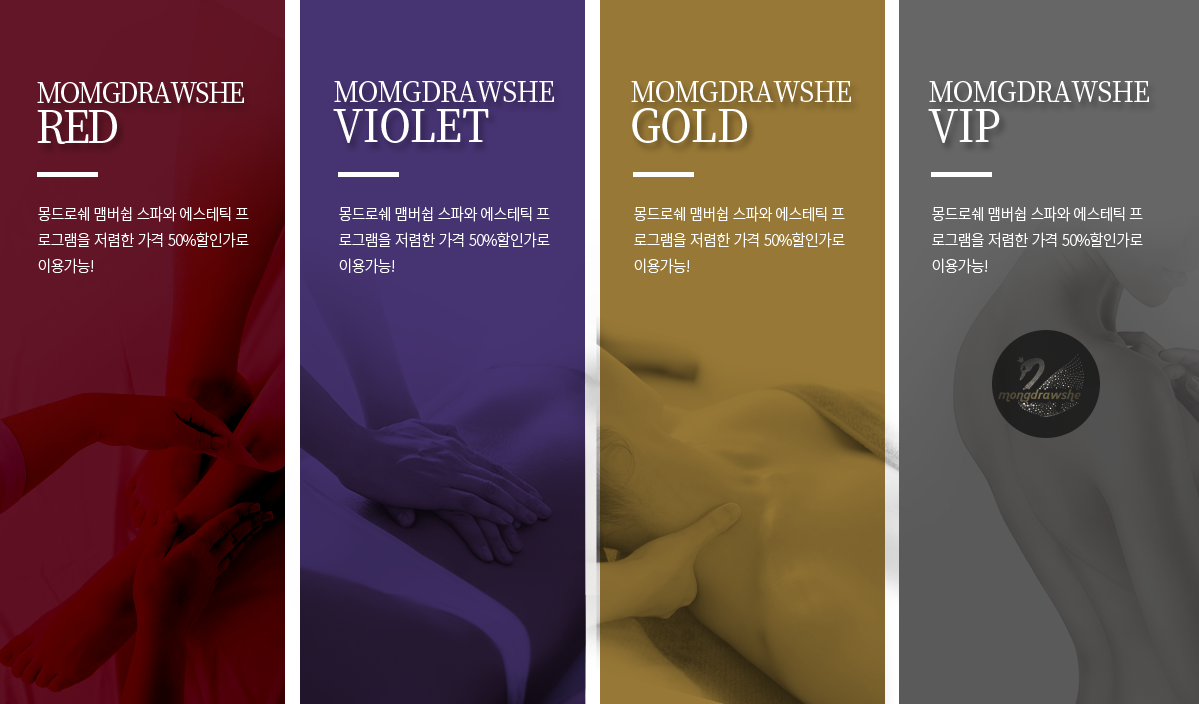 MOMGDRAWSHE
RED
몽드로쉐 맴버쉽 스파와 에스테틱 프
로그램을 저렴한 가격 50%할인가로
이용가능!
MOMGDRAWSHE
VIOLET
몽드로쉐 맴버쉽 스파와 에스테틱 프
로그램을 저렴한 가격 50%할인가로
이용가능!
MOMGDRAWSHE
GOLD
몽드로쉐 맴버쉽 스파와 에스테틱 프
로그램을 저렴한 가격 50%할인가로
이용가능!
MOMGDRAWSHE
VIP
몽드로쉐 맴버쉽 스파와 에스테틱 프
로그램을 저렴한 가격 50%할인가로
이용가능!
mongdrawshe